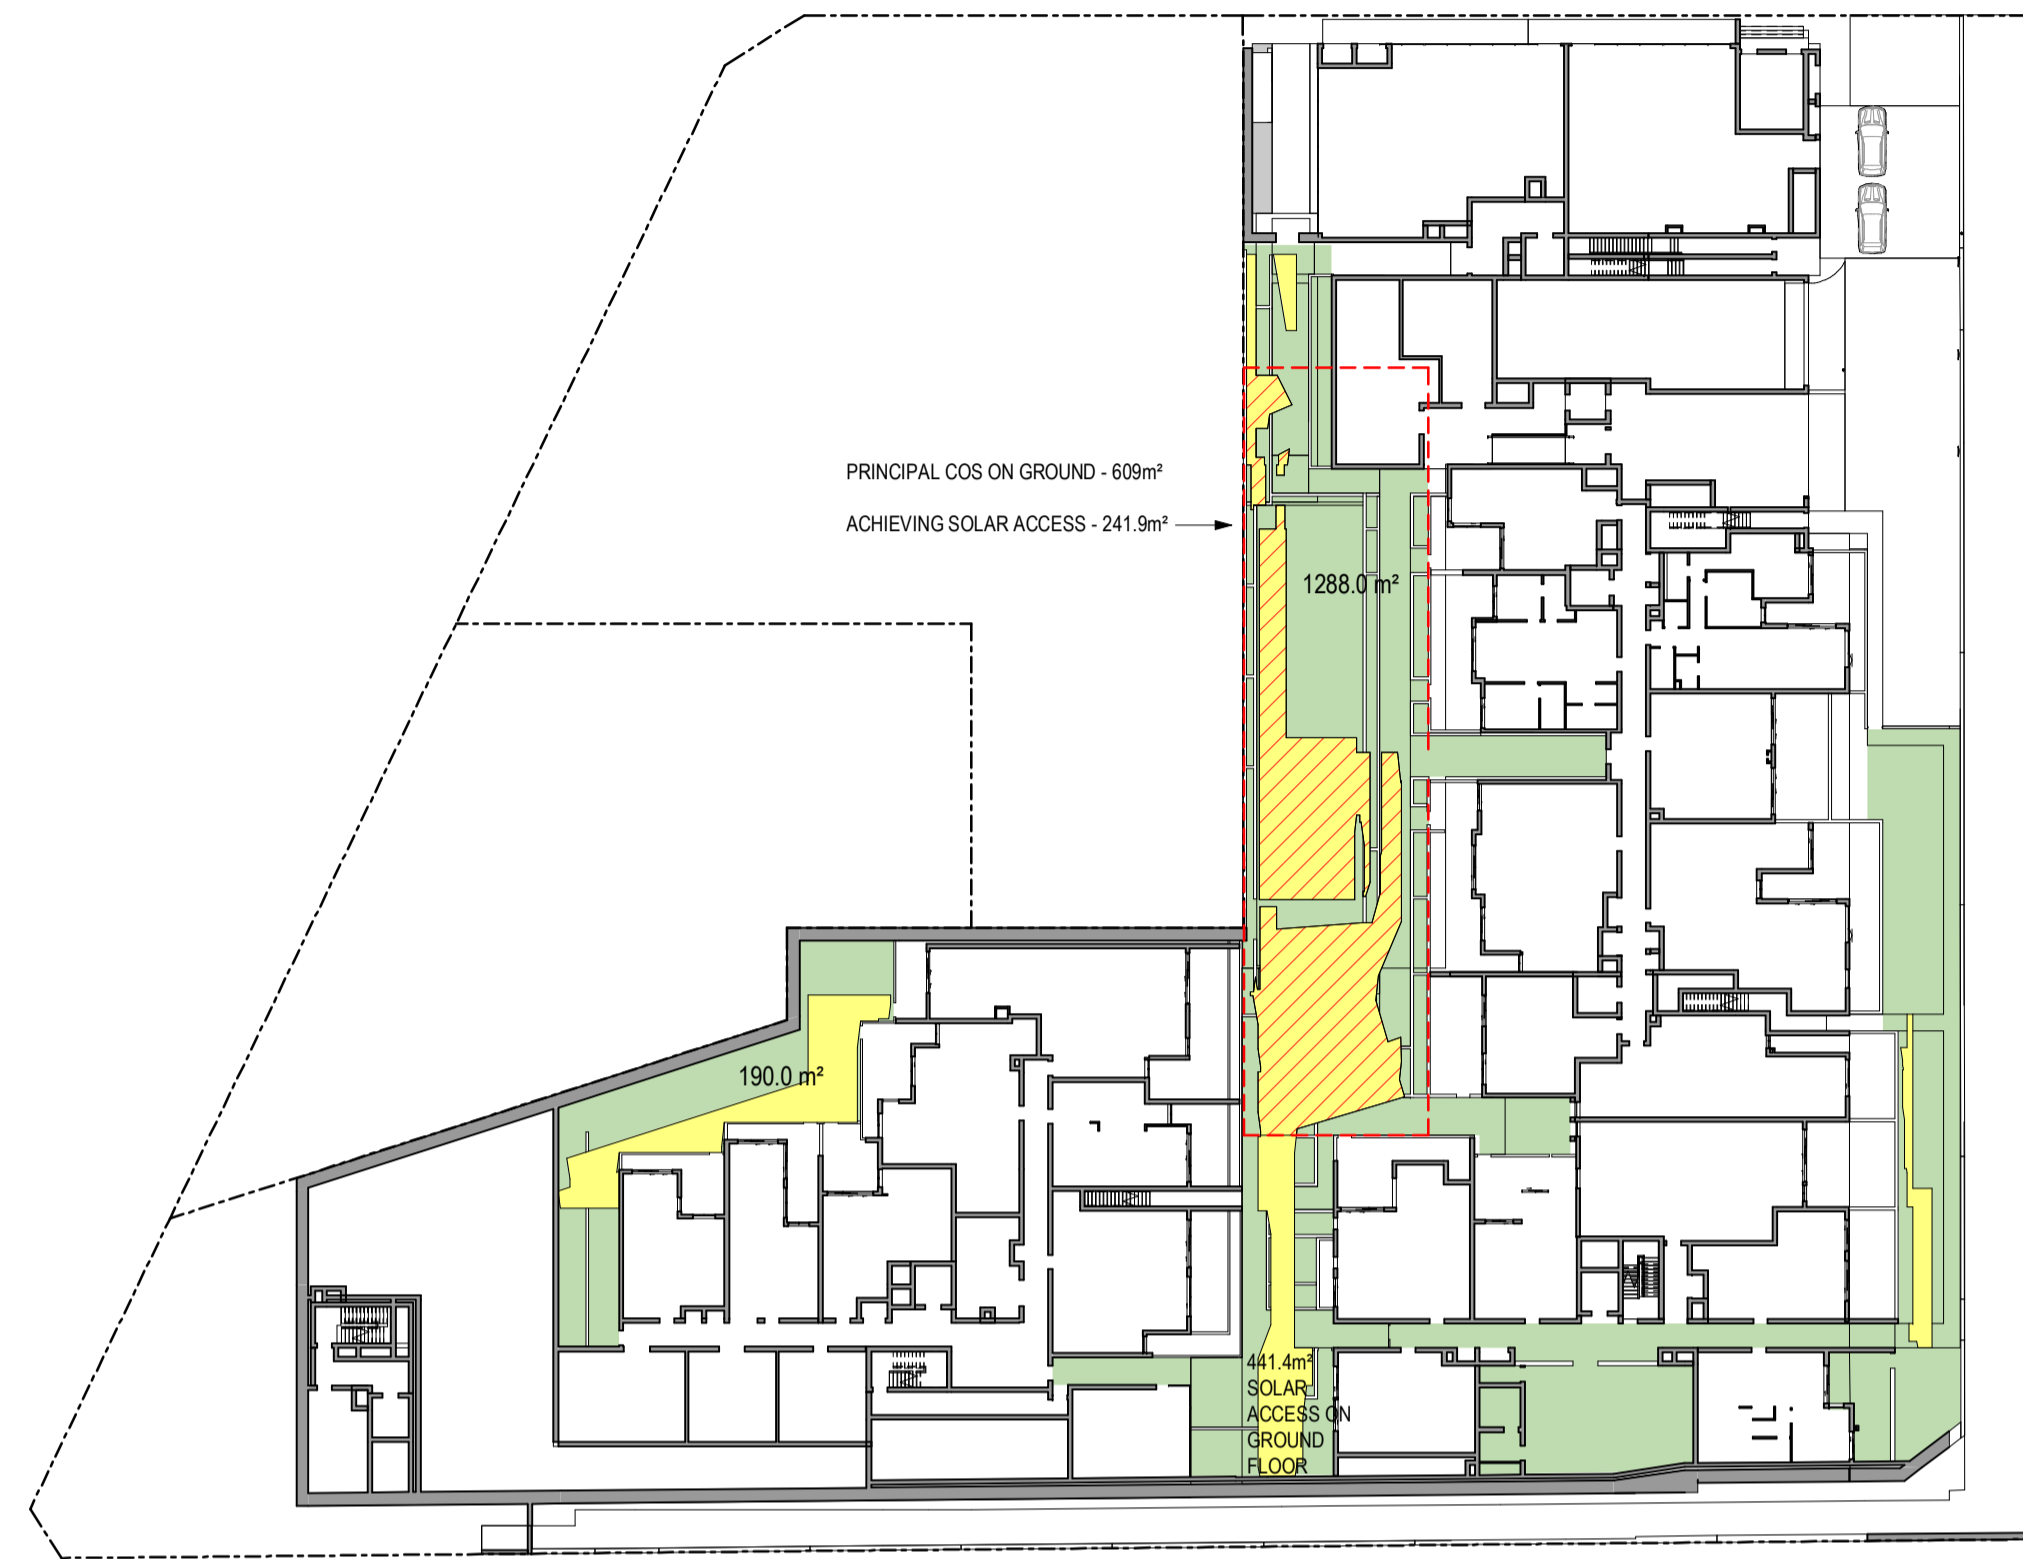 PRINCIPAL COS ON GROUND - 609m²
ACHIEVING SOLAR ACCESS - 241.9m²
1288.0 m²
190.0 m²
441.4m²
SOLAR
ACCESS ON
GROUND
FLOOR